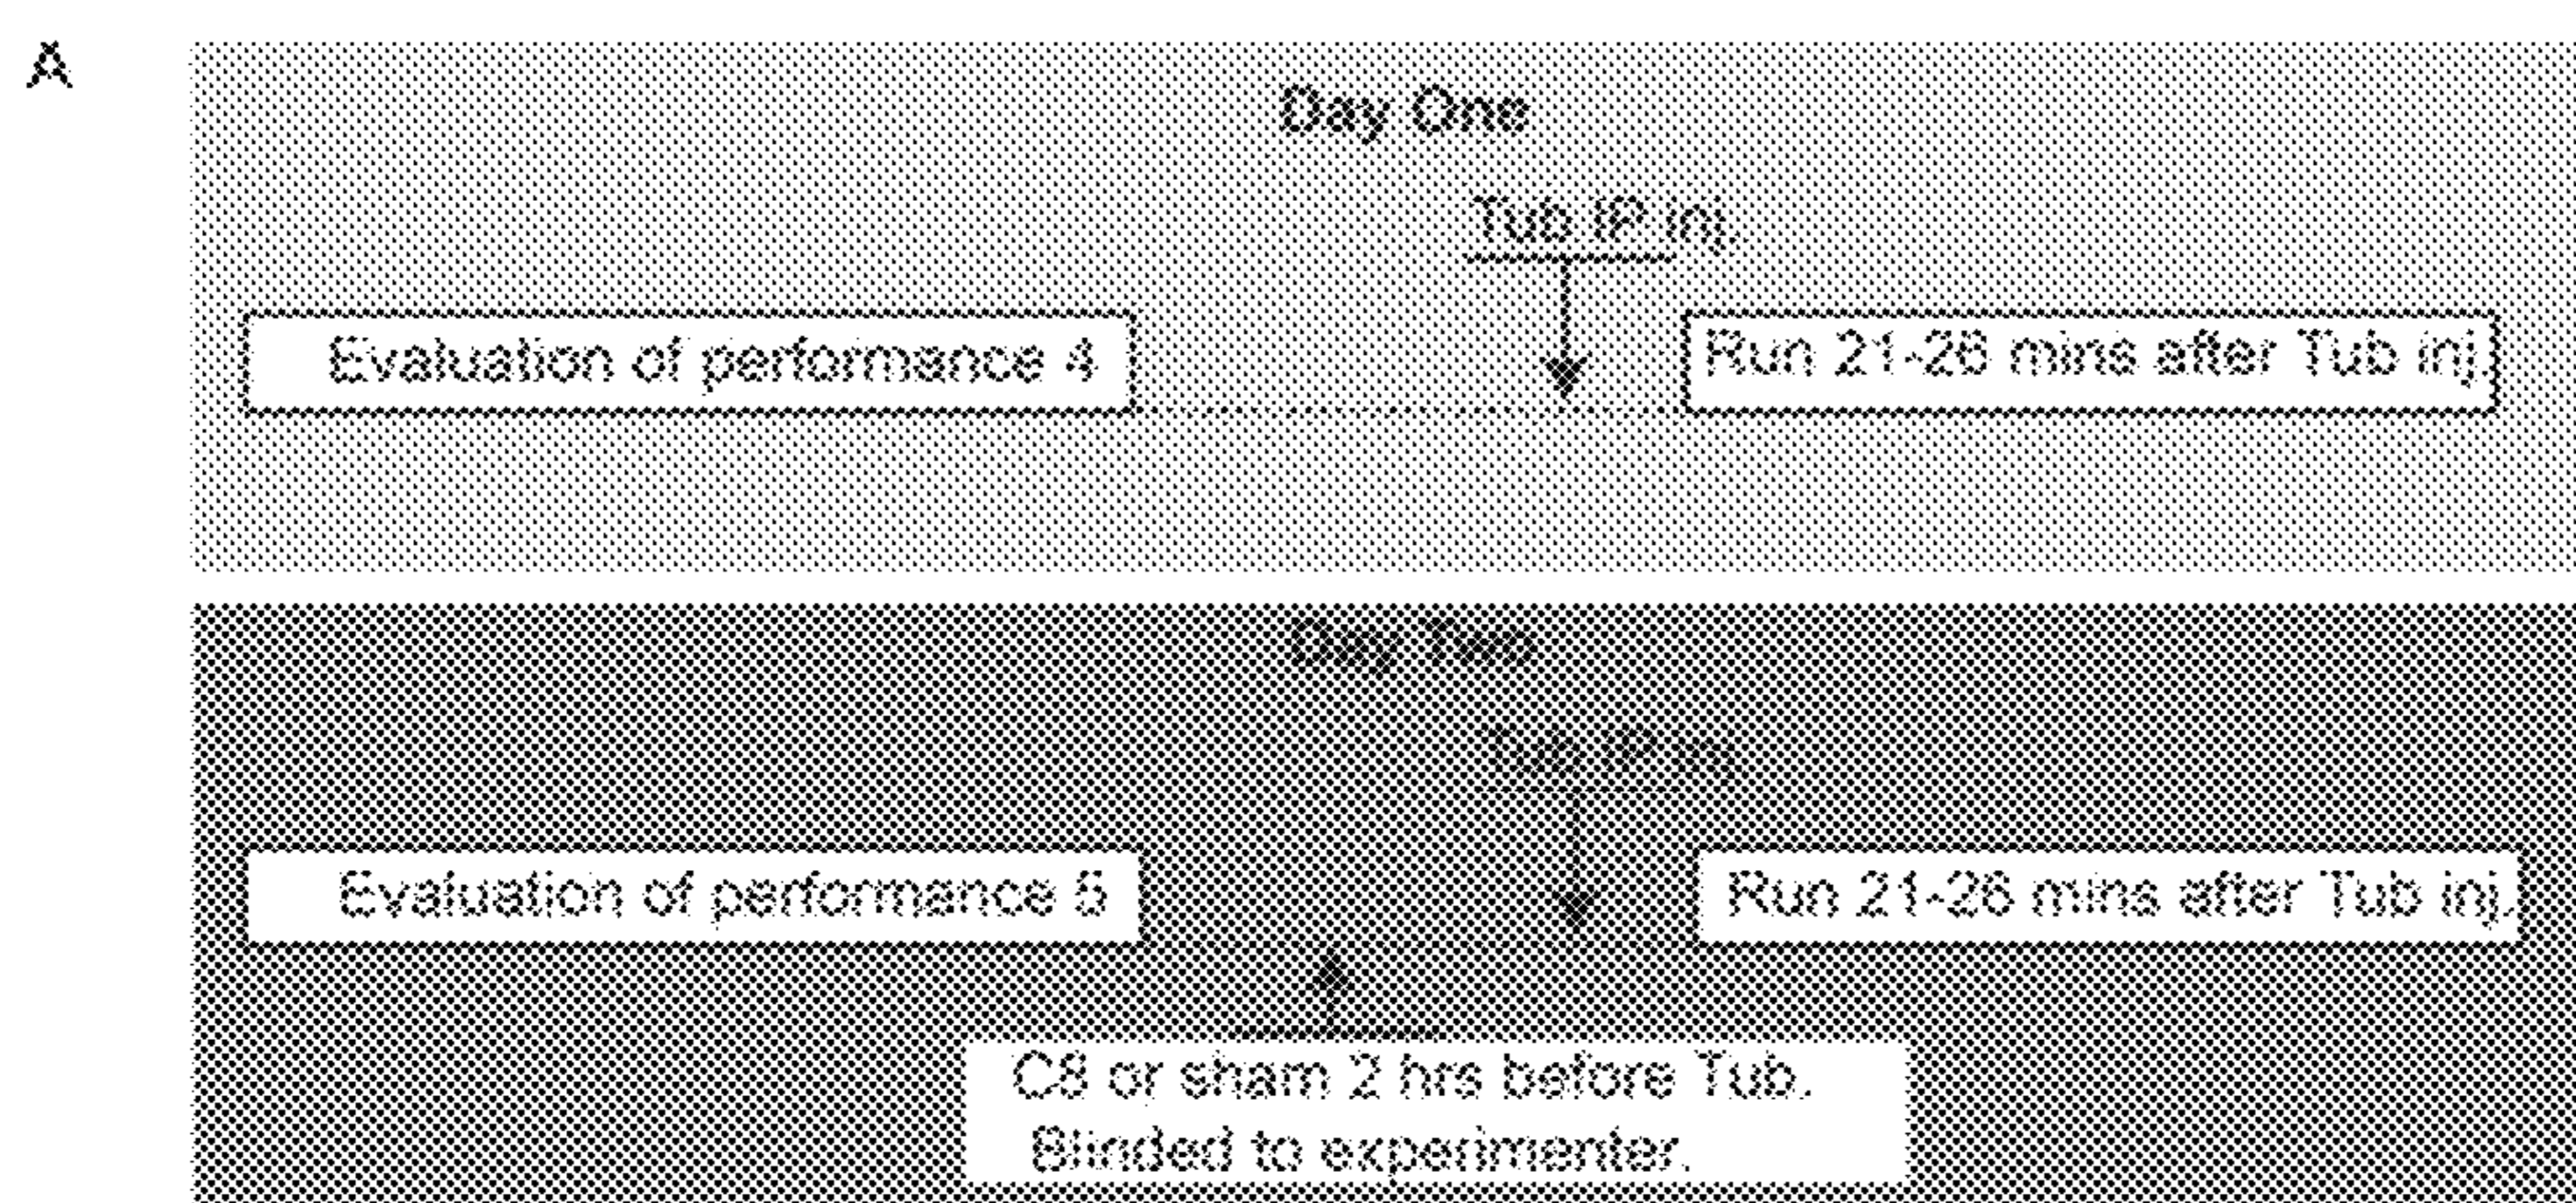 A
Day One
Tub IP inj.
Evaluation of performance 4
Run 21-26 mins after Tub inj.
Day Two
Tub IP inj.
Evaluation of performance 5
Run 21-26 mins after Tub inj.
C8 or sham 2 hrs before Tub.
Blinded to experimenter.